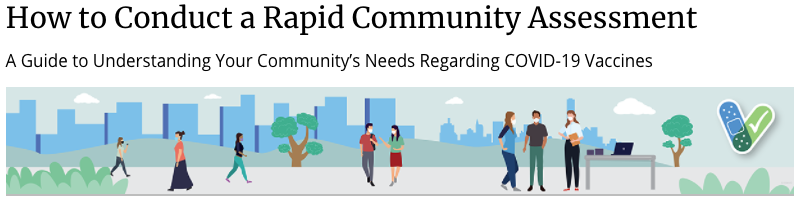 How to Conduct a Rapid Community Assessment
A Guide to Understanding Your Community’s Needs Regarding COVID-19 Vaccines